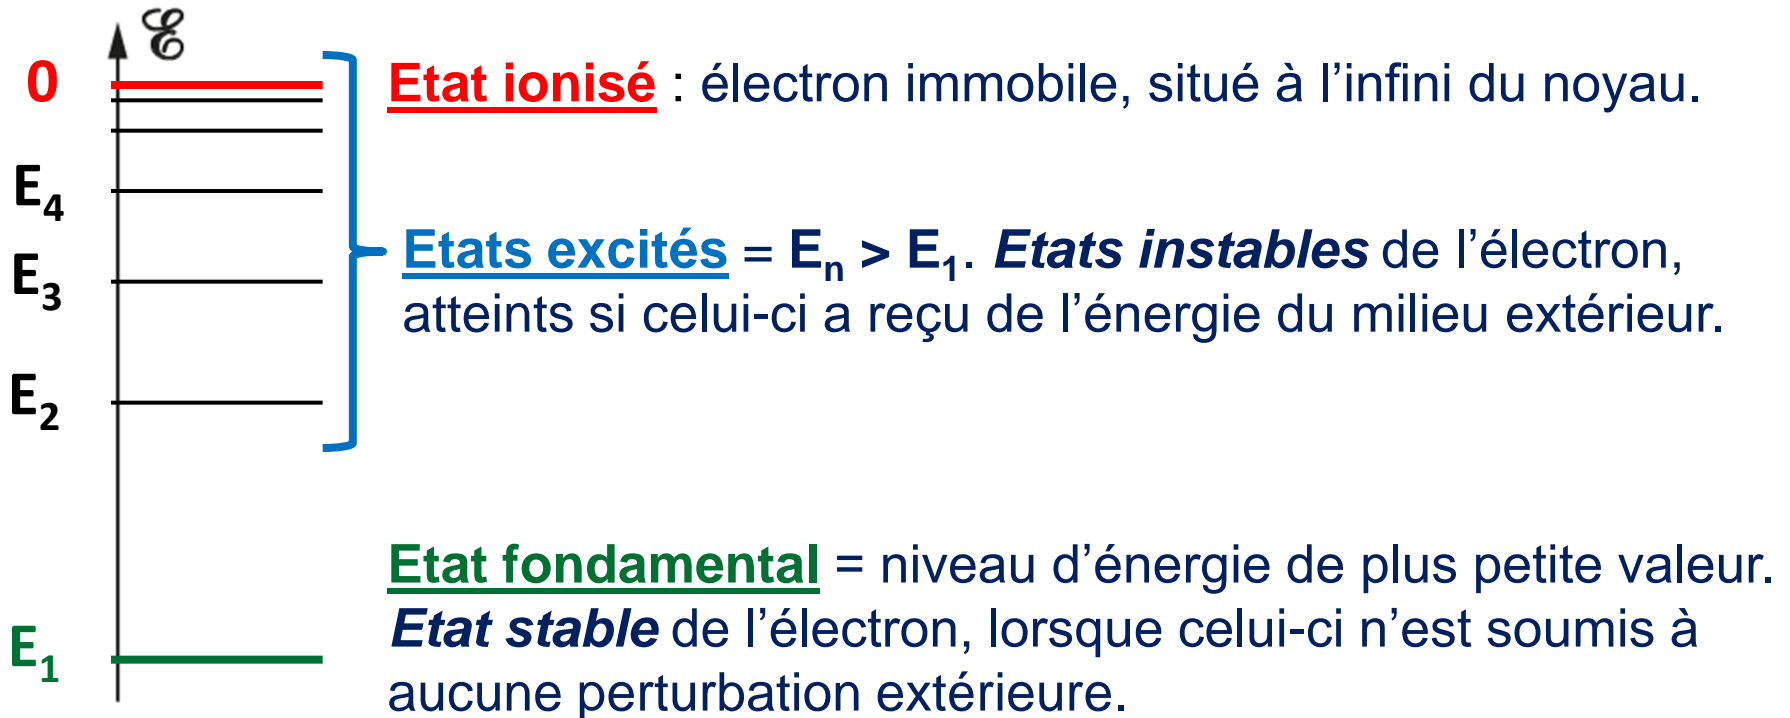 ℰ
0
Etat ionisé : électron immobile, situé à l’infini du noyau.
E₄
Etats excités = Eₙ > E₁. Etats instables de l’électron,
E₃
atteints si celui-ci a reçu de l’énergie du milieu extérieur.
E₂
Etat fondamental = niveau d’énergie de plus petite valeur.
E₁
Etat stable de l’électron, lorsque celui-ci n’est soumis à
aucune perturbation extérieure.